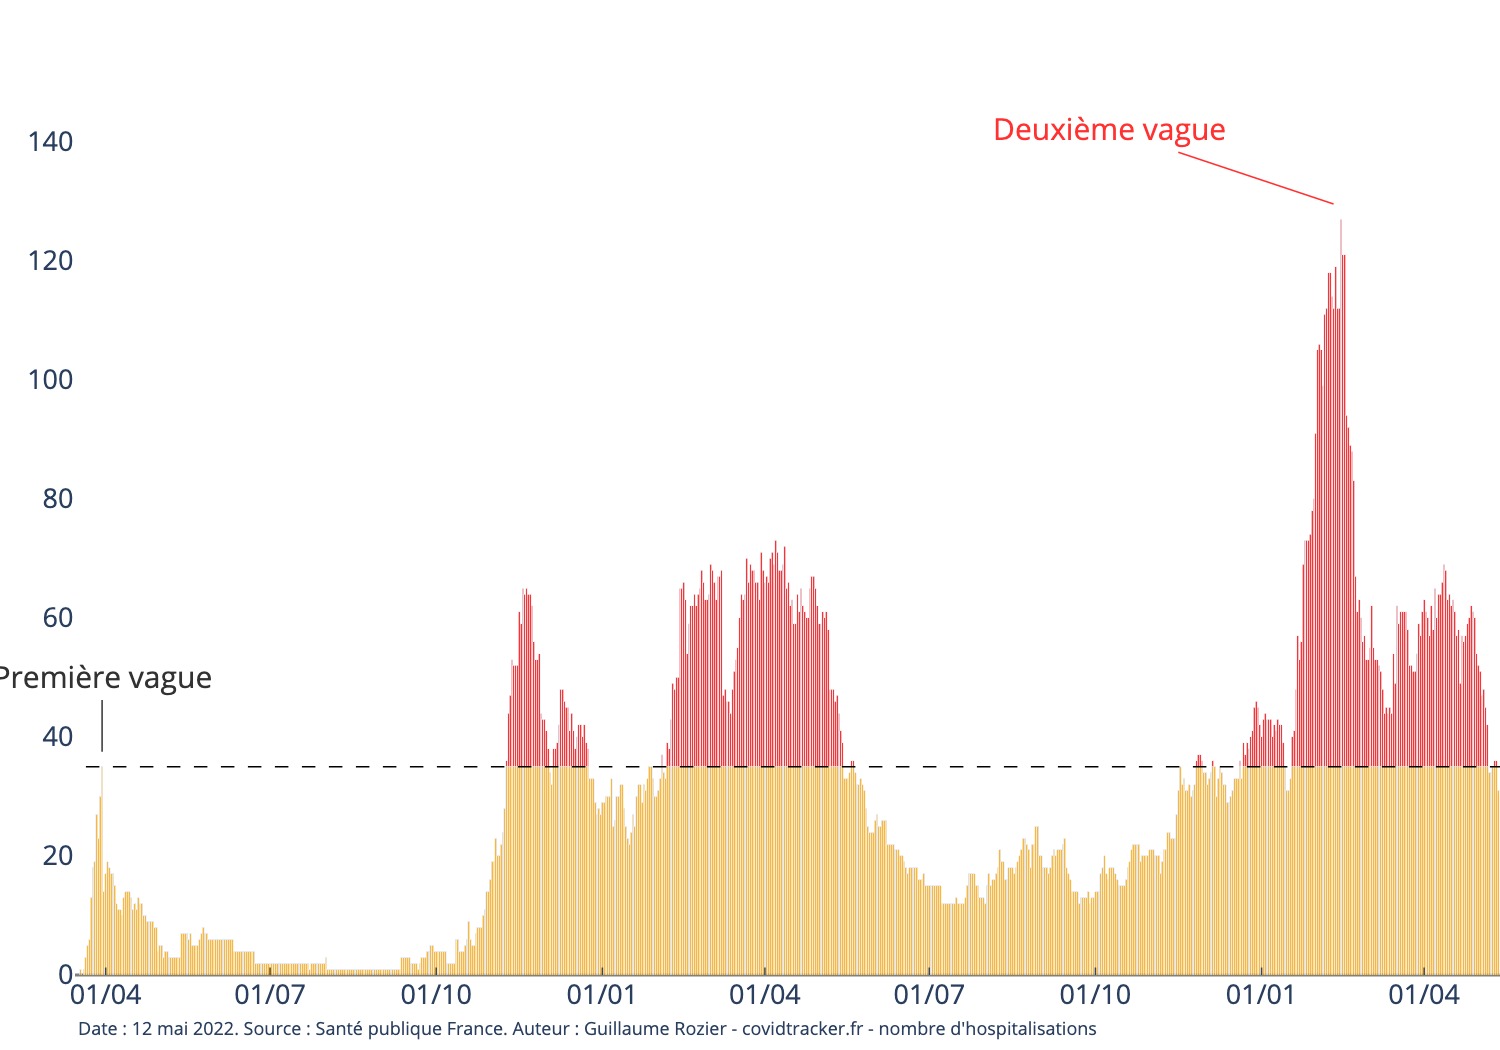 Deuxième vague
140
120
100
80
60
Première vague
40
20
0
01/04 01/07 01/10 01/01 01/04 01/07 01/10 01/01 01/04
Date : 12 mai 2022. Source : Santé publique France. Auteur : Guillaume Rozier - covidtracker.fr - nombre d'hospitalisations